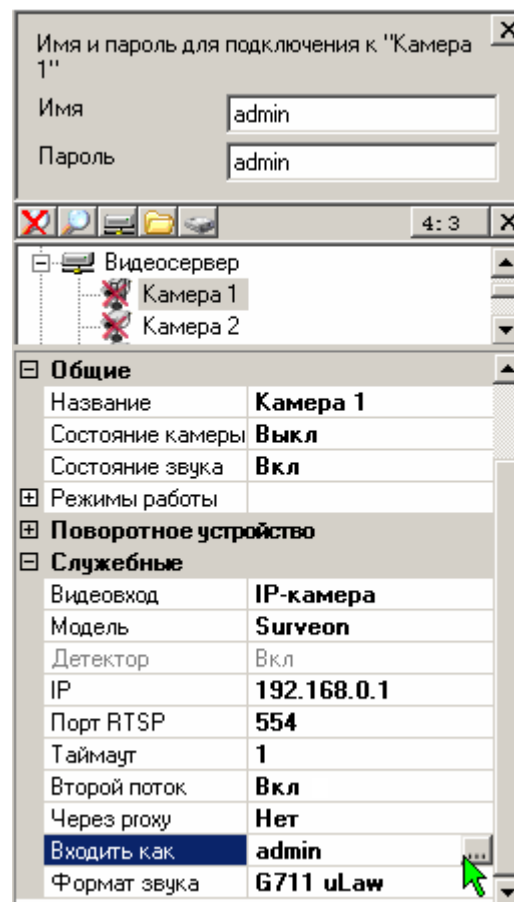 Имя и пароль для подключения к "Камера
1"
Имя admin
Пароль admin
4:3
Видеосервер
Камера 1
Камера 2
Общие
Название Камера 1
Состояние камеры Выкл
Состояние звука Вкл
Режимы работы
Поворотное устройство
Служебные
Видеовход IP-камера
Модель Surveon
Детектор Вкл
IP 192.168.0.1
Порт RTSP 554
Таймаут 1
Второй поток Вкл
Через proxy Нет
Входить как admin ...
Формат звука G711 uLaw